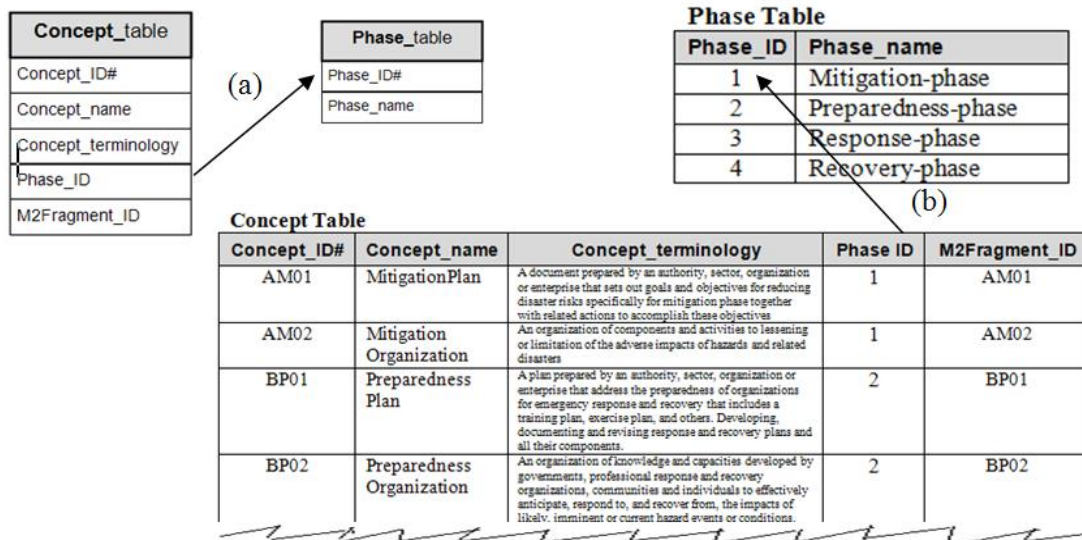 Concept_table
Concept_ID#
Concept_name
Concept_terminology
Phase_ID
M2Fragment_ID
(a)
Phase_table
Phase_ID#
Phase_name
Phase Table
Phase_ID Phase_name
1 Mitigation-phase
2 Preparedness-phase
3 Response-phase
4 Recovery-phase
(b)
Concept Table
Concept_ID# Concept_name Concept_terminology Phase ID M2Fragment_ID
AM01 MitigationPlan A document prepared by an authority, sector, organization 1 AM01
or enterprise that sets out goals and objectives for reducing
disaster risks specifically for mitigation phase together
with related actions to accomplish these objectives
AM02 Mitigation An organization of components and activities to lessening 1 AM02
Organization or limitation of the adverse impacts of hazards and related
disasters
BP01 Preparedness A plan prepared by an authority, sector, organization or 2 BP01
Plan enterprise that address the preparedness of organizations
for emergency response and recovery that includes a
training plan, exercise plan, and others. Developing,
documenting and revising response and recovery plans and
all their components.
BP02 Preparedness An organization of knowledge and capacities developed by 2 BP02
Organization governments, professional response and recovery
organizations, communities and individuals to effectively
anticipate, respond to, and recover from, the impacts of
likely, imminent or current hazard events or conditions.